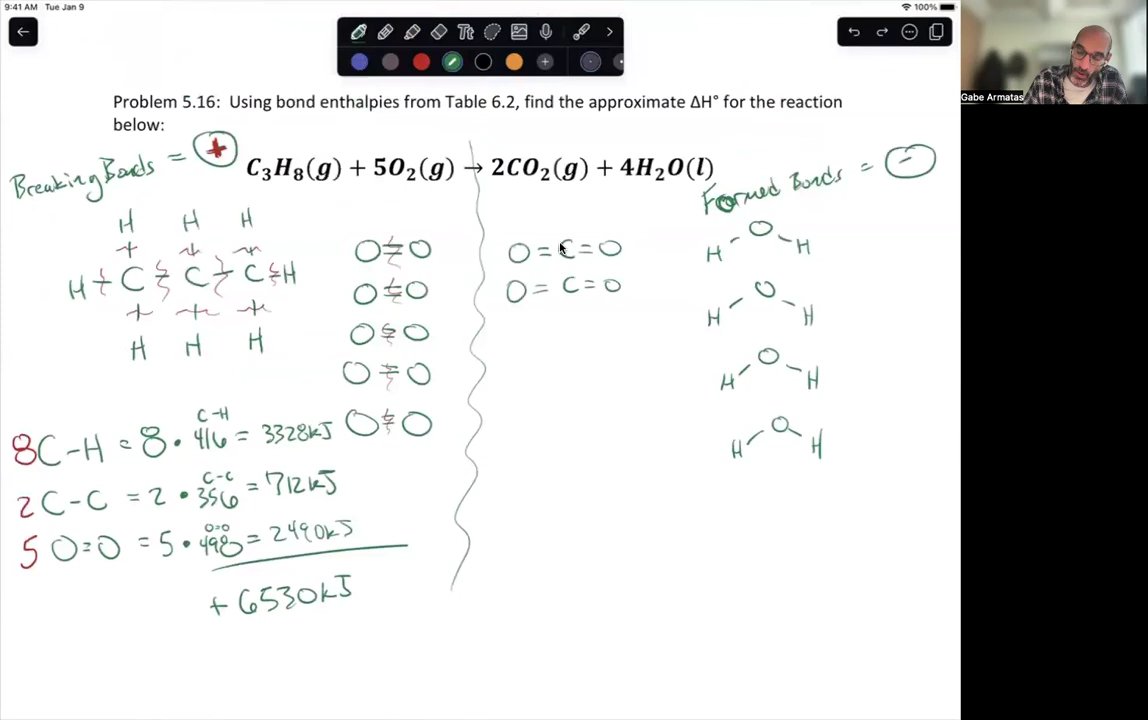 9:41 AM Tue Jan 9
100%
Gabe Armatas
Problem 5.16: Using bond enthalpies from Table 6.2, find the approximate ΔH° for the reaction
below:
Breaking Bonds = +
C₃H₈(g) + 5O₂(g) → 2CO₂(g) + 4H₂O(l)
Formed Bonds = -
H H H
H C C C H
H H H
O=O
O=O
O=O
O=O
O=O
O=C=O
O=C=O
H O H
H O H
H O H
H O H
C-H
8 C-H = 8 • 416 = 3328kJ
C-C
2 C-C = 2 • 356 = 712kJ
O=O
5 O=O = 5 • 498 = 2490kJ
+ 6530kJ